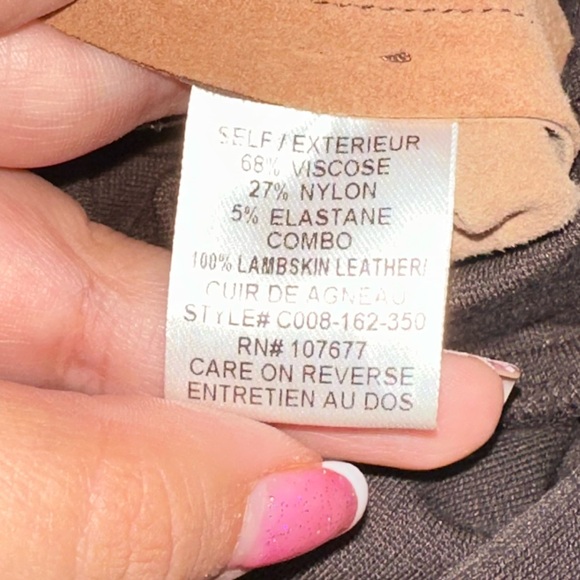 SELF / EXTERIEUR
68% VISCOSE
27% NYLON
5% ELASTANE
COMBO
100% LAMBSKIN LEATHER/
CUIR DE AGNEAU
STYLE# C008-162-350
RN# 107677
CARE ON REVERSE
ENTRETIEN AU DOS